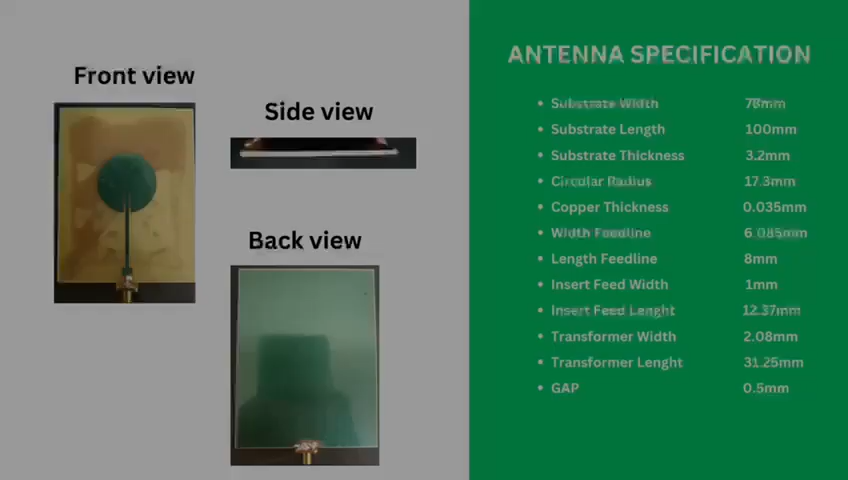 Front view
Side view
Back view
ANTENNA SPECIFICATION
• Substrate Width
• Substrate Length 100mm
• Substrate Thickness 3.2mm
• Circular Radius 17.3mm
• Copper Thickness 0.035mm
• Width Feedline
• Length Feedline 8mm
• Insert Feed Width 1mm
• Insert Feed Lenght 12.37mm
• Transformer Width 2.08mm
• Transformer Lenght 31.25mm
• GAP 0.5mm